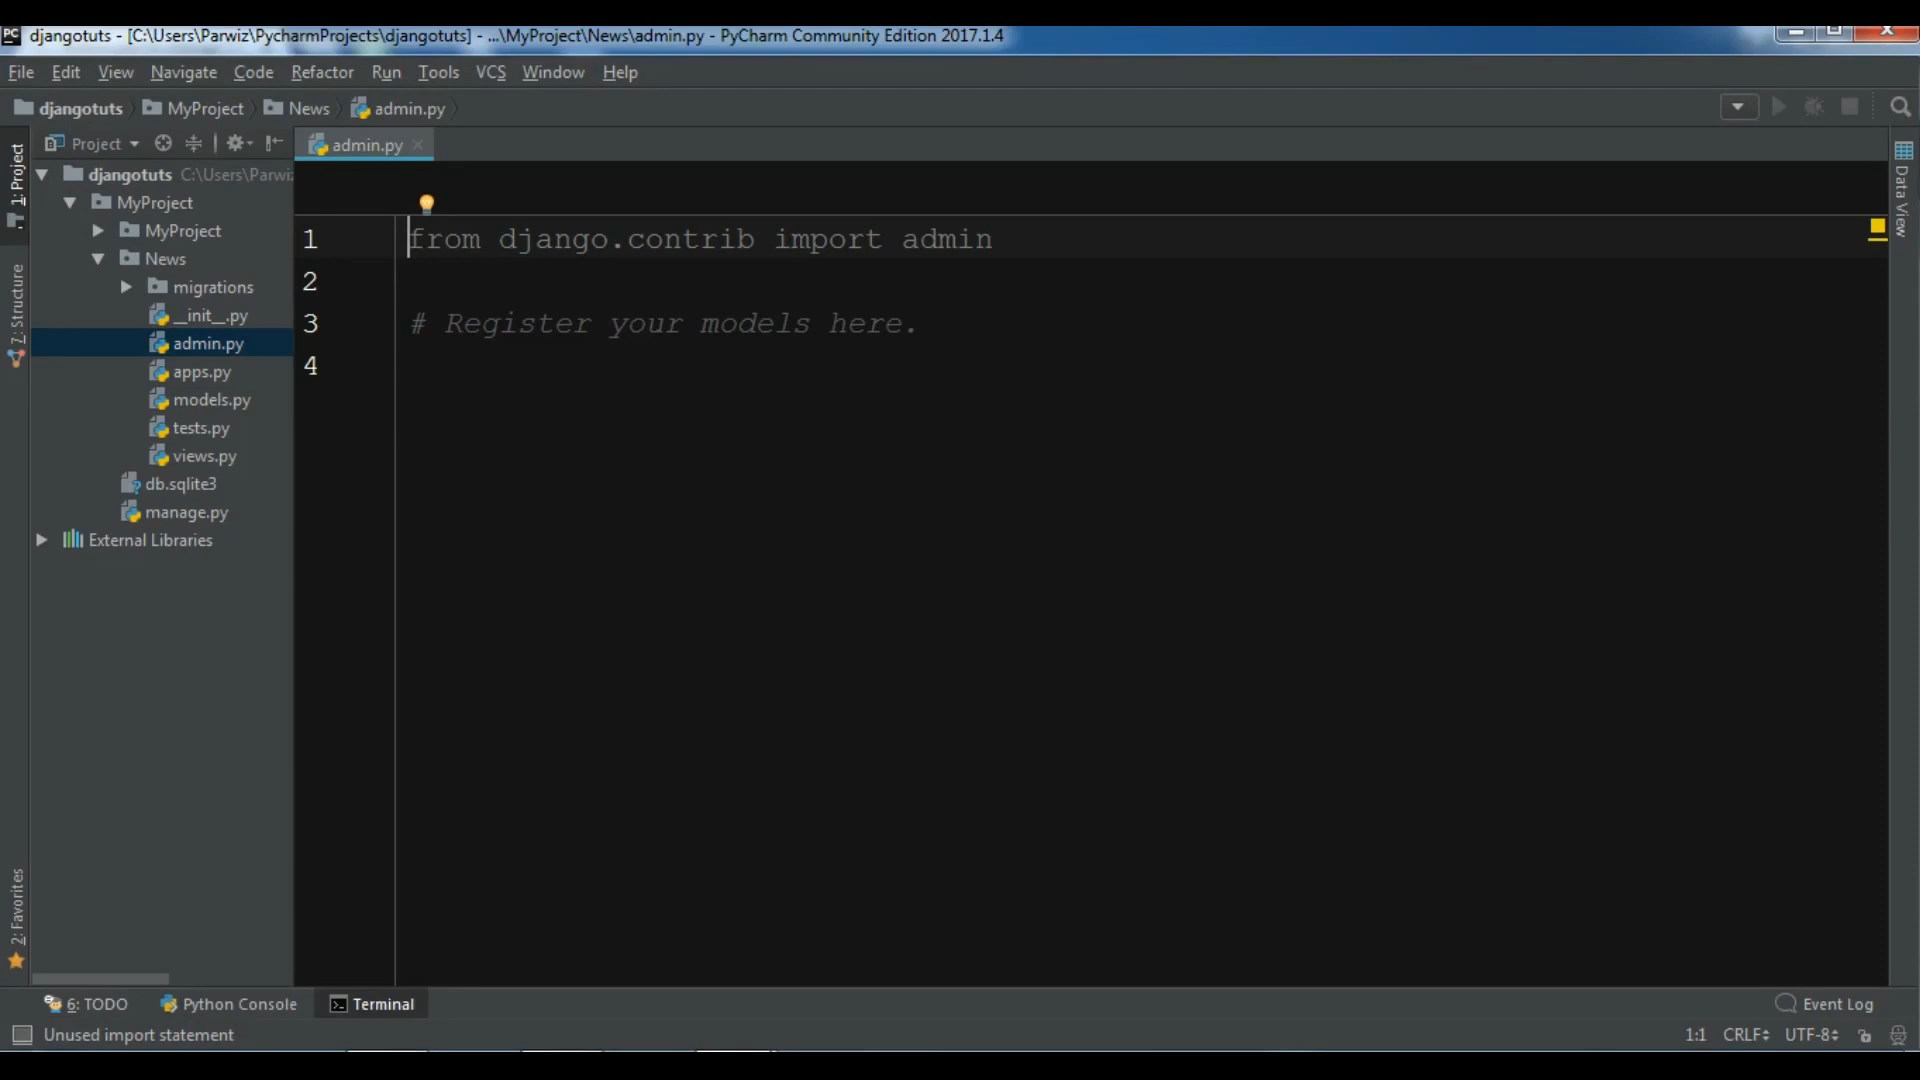 djangotuts - [C:\Users\Parwiz\PycharmProjects\djangotuts] - ...\MyProject\News\admin.py - PyCharm Community Edition 2017.1.4
File Edit View Navigate Code Refactor Run Tools VCS Window Help
djangotuts MyProject News admin.py
Project
admin.py
1: Project
7: Structure
2: Favorites
djangotuts C:\Users\Parwiz
MyProject
MyProject
News
migrations
__init__.py
admin.py
apps.py
models.py
tests.py
views.py
db.sqlite3
manage.py
External Libraries
1 from django.contrib import admin
2
3 # Register your models here.
4
Data View
6: TODO Python Console Terminal Event Log
Unused import statement 1:1 CRLF UTF-8